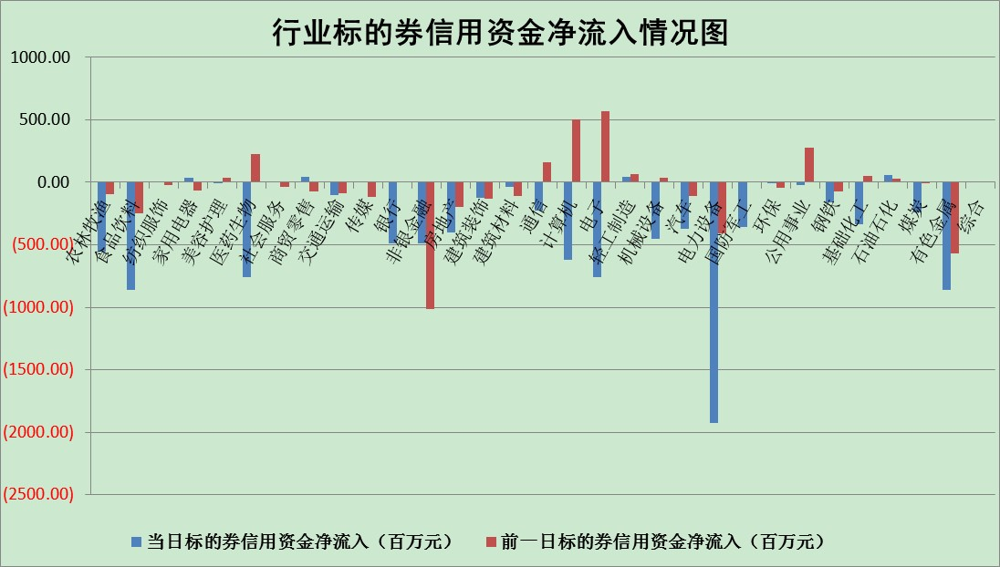 行业标的券信用资金净流入情况图
1000.00
500.00
0.00
(500.00)
(1000.00)
(1500.00)
(2000.00)
(2500.00)
农林牧渔
食品饮料
纺织服饰
家用电器
美容护理
医药生物
社会服务
商贸零售
交通运输
传媒
银行
非银金融
房地产
建筑装饰
建筑材料
通信
计算机
电子
轻工制造
机械设备
汽车
电力设备
国防军工
环保
公用事业
钢铁
基础化工
石油石化
煤炭
有色金属
综合
当日标的券信用资金净流入（百万元）
前一日标的券信用资金净流入（百万元）